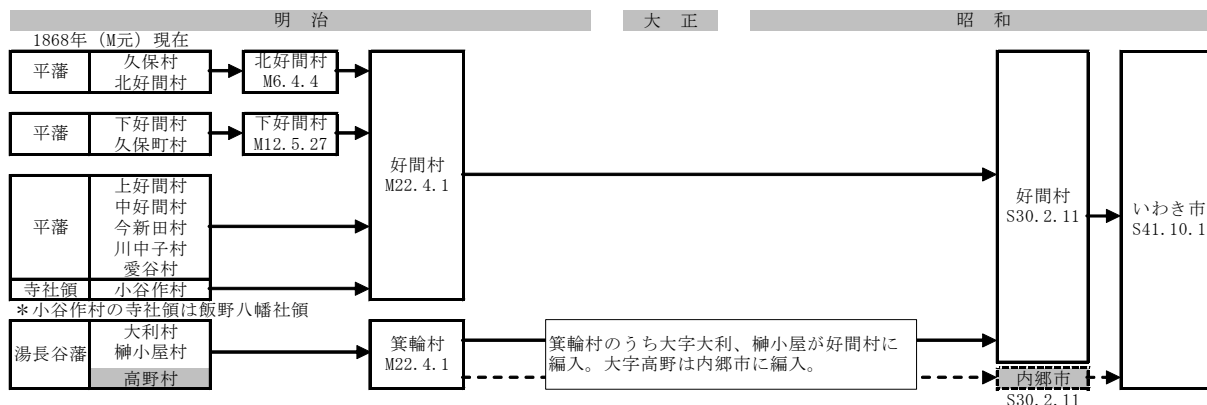 明 治
大 正
昭 和
1868年（M元）現在
平藩
久保村
北好間村
北好間村
M6.4.4
平藩
下好間村
久保町村
下好間村
M12.5.27
平藩
上好間村
中好間村
今新田村
川中子村
愛谷村
寺社領
小谷作村
＊小谷作村の寺社領は飯野八幡社領
好間村
M22.4.1
好間村
S30.2.11
いわき市
S41.10.1
湯長谷藩
大利村
榊小屋村
高野村
箕輪村
M22.4.1
箕輪村のうち大字大利、榊小屋が好間村に
編入。大字高野は内郷市に編入。
内郷市
S30.2.11